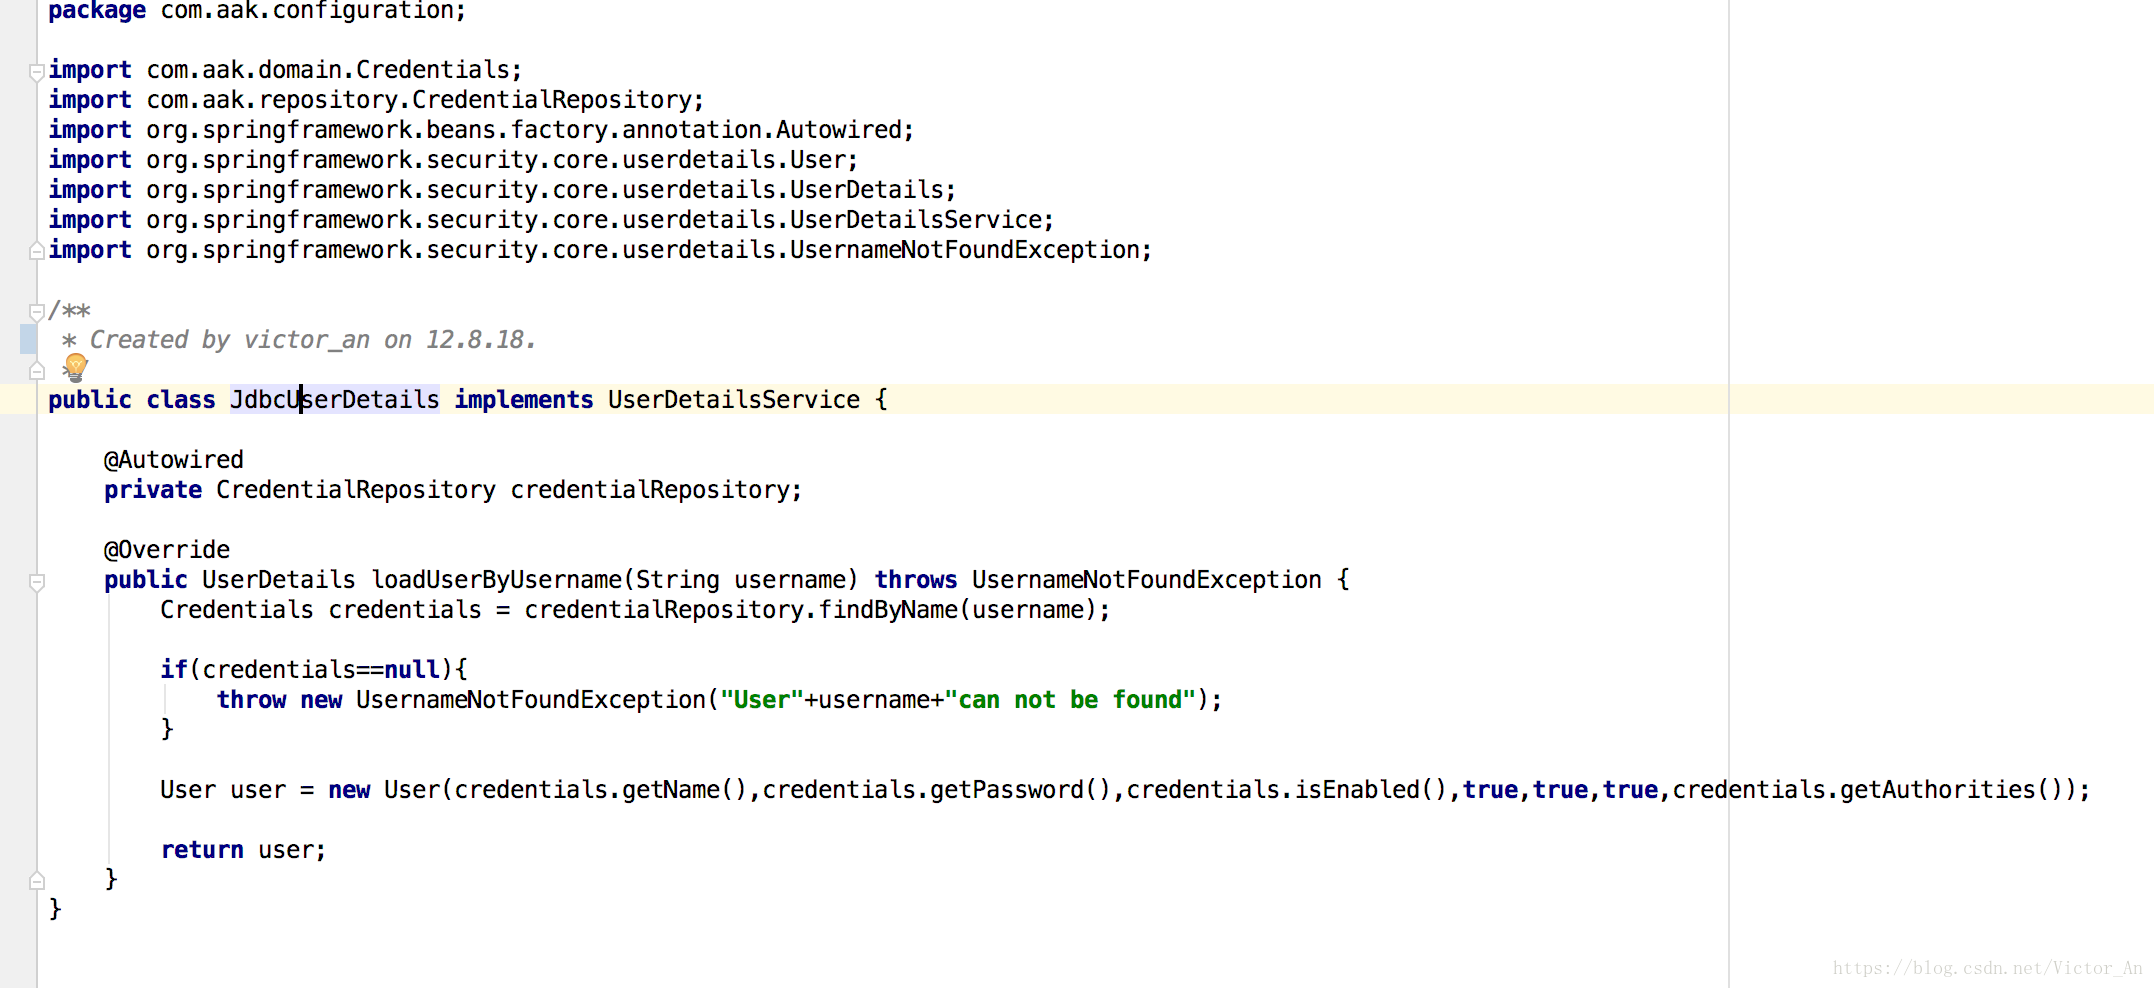 package com.aak.configuration;
import com.aak.domain.Credentials;
import com.aak.repository.CredentialRepository;
import org.springframework.beans.factory.annotation.Autowired;
import org.springframework.security.core.userdetails.User;
import org.springframework.security.core.userdetails.UserDetails;
import org.springframework.security.core.userdetails.UserDetailsService;
import org.springframework.security.core.userdetails.UsernameNotFoundException;
/**
 * Created by victor_an on 12.8.18.
 */
public class JdbcUserDetails implements UserDetailsService {
    @Autowired
    private CredentialRepository credentialRepository;
    @Override
    public UserDetails loadUserByUsername(String username) throws UsernameNotFoundException {
        Credentials credentials = credentialRepository.findByName(username);
        if(credentials==null){
            throw new UsernameNotFoundException("User"+username+"can not be found");
        }
        User user = new User(credentials.getName(),credentials.getPassword(),credentials.isEnabled(),true,true,true,credentials.getAuthorities());
        return user;
    }
}
https://blog.csdn.net/Victor_An